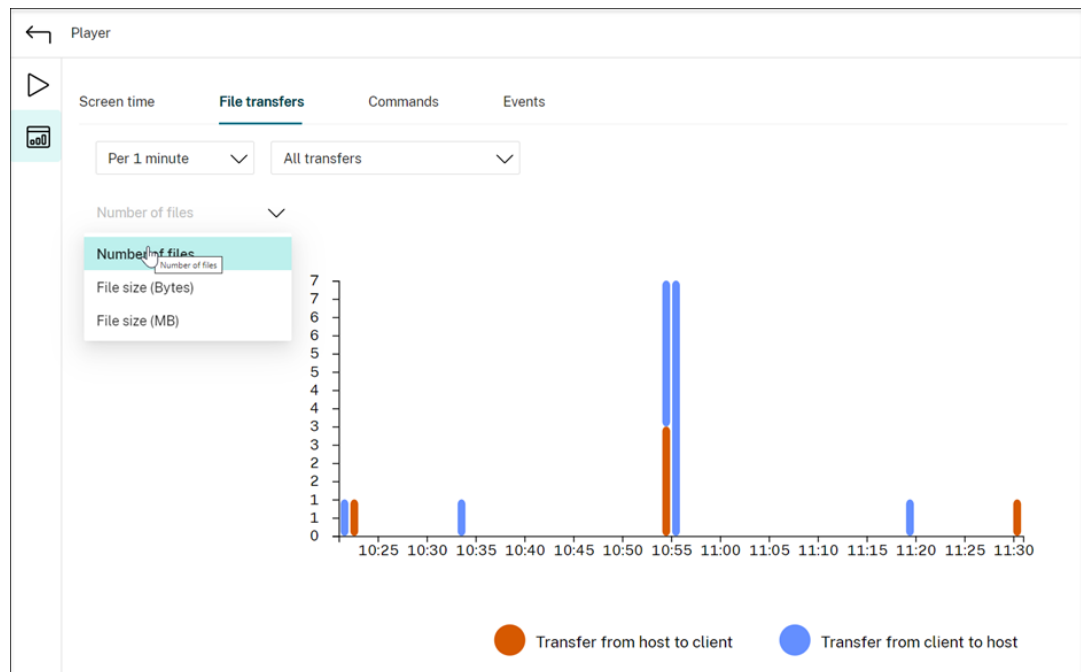 Player
Screen time File transfers Commands Events
Per 1 minute All transfers
Number of files
Number of files
Number of files
File size (Bytes)
File size (MB)
7
7
6
6
5
5
4
4
3
3
2
2
1
1
0
10:25 10:30 10:35 10:40 10:45 10:50 10:55 11:00 11:05 11:10 11:15 11:20 11:25 11:30
Transfer from host to client Transfer from client to host